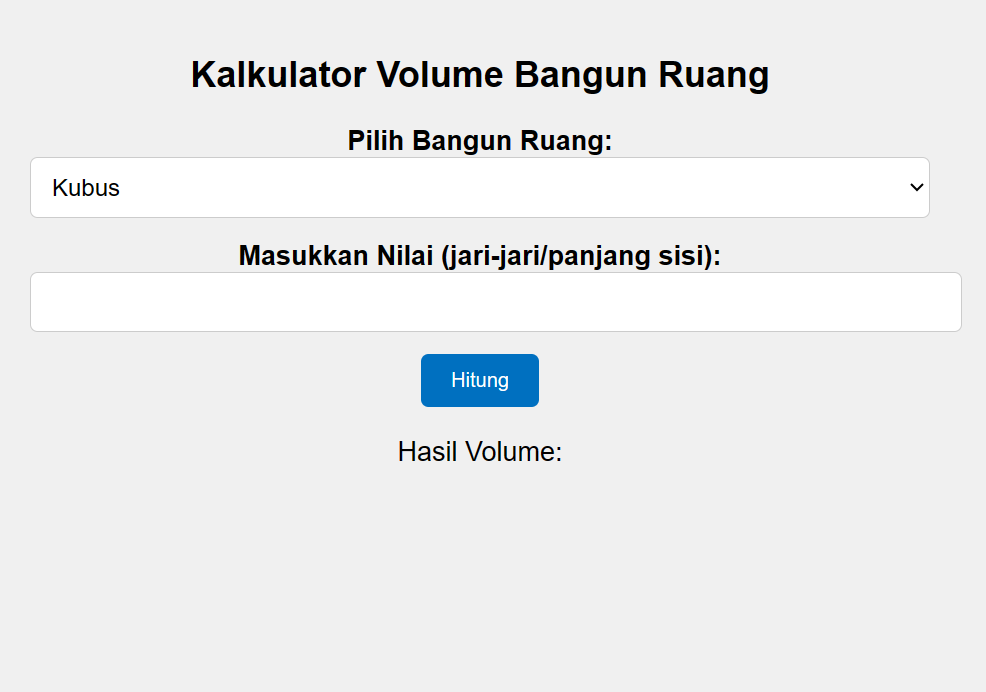 Kalkulator Volume Bangun Ruang
Pilih Bangun Ruang:
Kubus
Masukkan Nilai (jari-jari/panjang sisi):
Hitung
Hasil Volume: